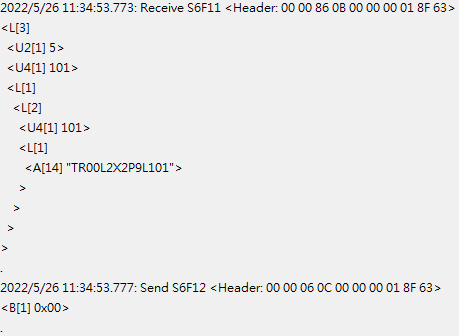 2022/5/26 11:34:53.773: Receive S6F11 <Header: 00 00 86 0B 00 00 00 01 8F 63>
<L[3]
<U2[1] 5>
<U4[1] 101>
<L[1]
<L[2]
<U4[1] 101>
<L[1]
<A[14] "TR00L2X2P9L101">
>
>
>
>
.
2022/5/26 11:34:53.777: Send S6F12 <Header: 00 00 06 0C 00 00 00 01 8F 63>
<B[1] 0x00>
.